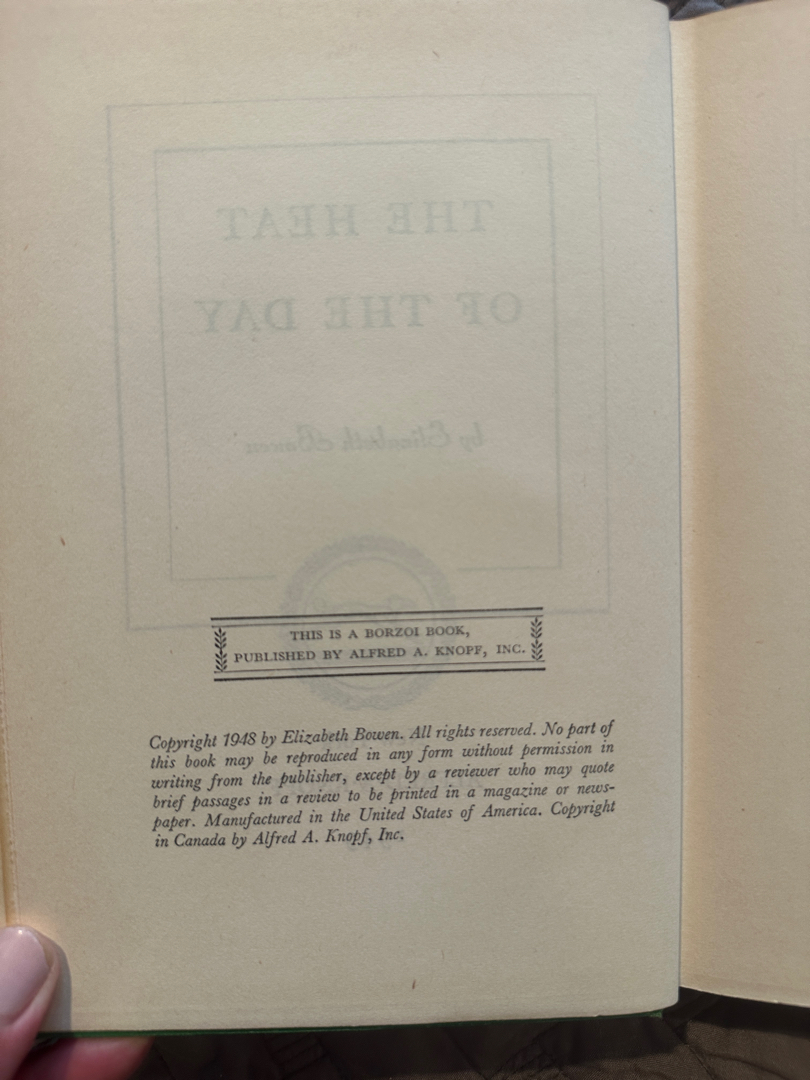 THE HEAT
OF THE DAY
by Elizabeth Bowen
THIS IS A BORZOI BOOK,
PUBLISHED BY ALFRED A. KNOPF, INC.
Copyright 1948 by Elizabeth Bowen. All rights reserved. No part of
this book may be reproduced in any form without permission in
writing from the publisher, except by a reviewer who may quote
brief passages in a review to be printed in a magazine or news-
paper. Manufactured in the United States of America. Copyright
in Canada by Alfred A. Knopf, Inc.